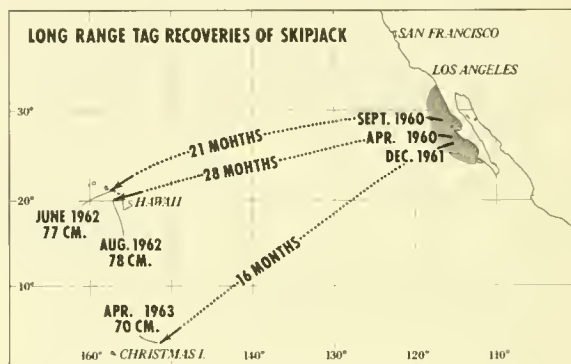 LONG RANGE TAG RECOVERIES OF SKIPJACK
SAN FRANCISCO
LOS ANGELES
30°
SEPT. 1960
APR. 1960
DEC. 1961
21 MOHTHS
28 MONTHS
20°
HAWAII
JUNE 1962
77 CM.
AUG. 1962
78 CM.
16 MONTHS
10°
APR. 1963
70 CM.
CHRISTMAS I.
160°
150°
140°
130°
120°
110°
100°